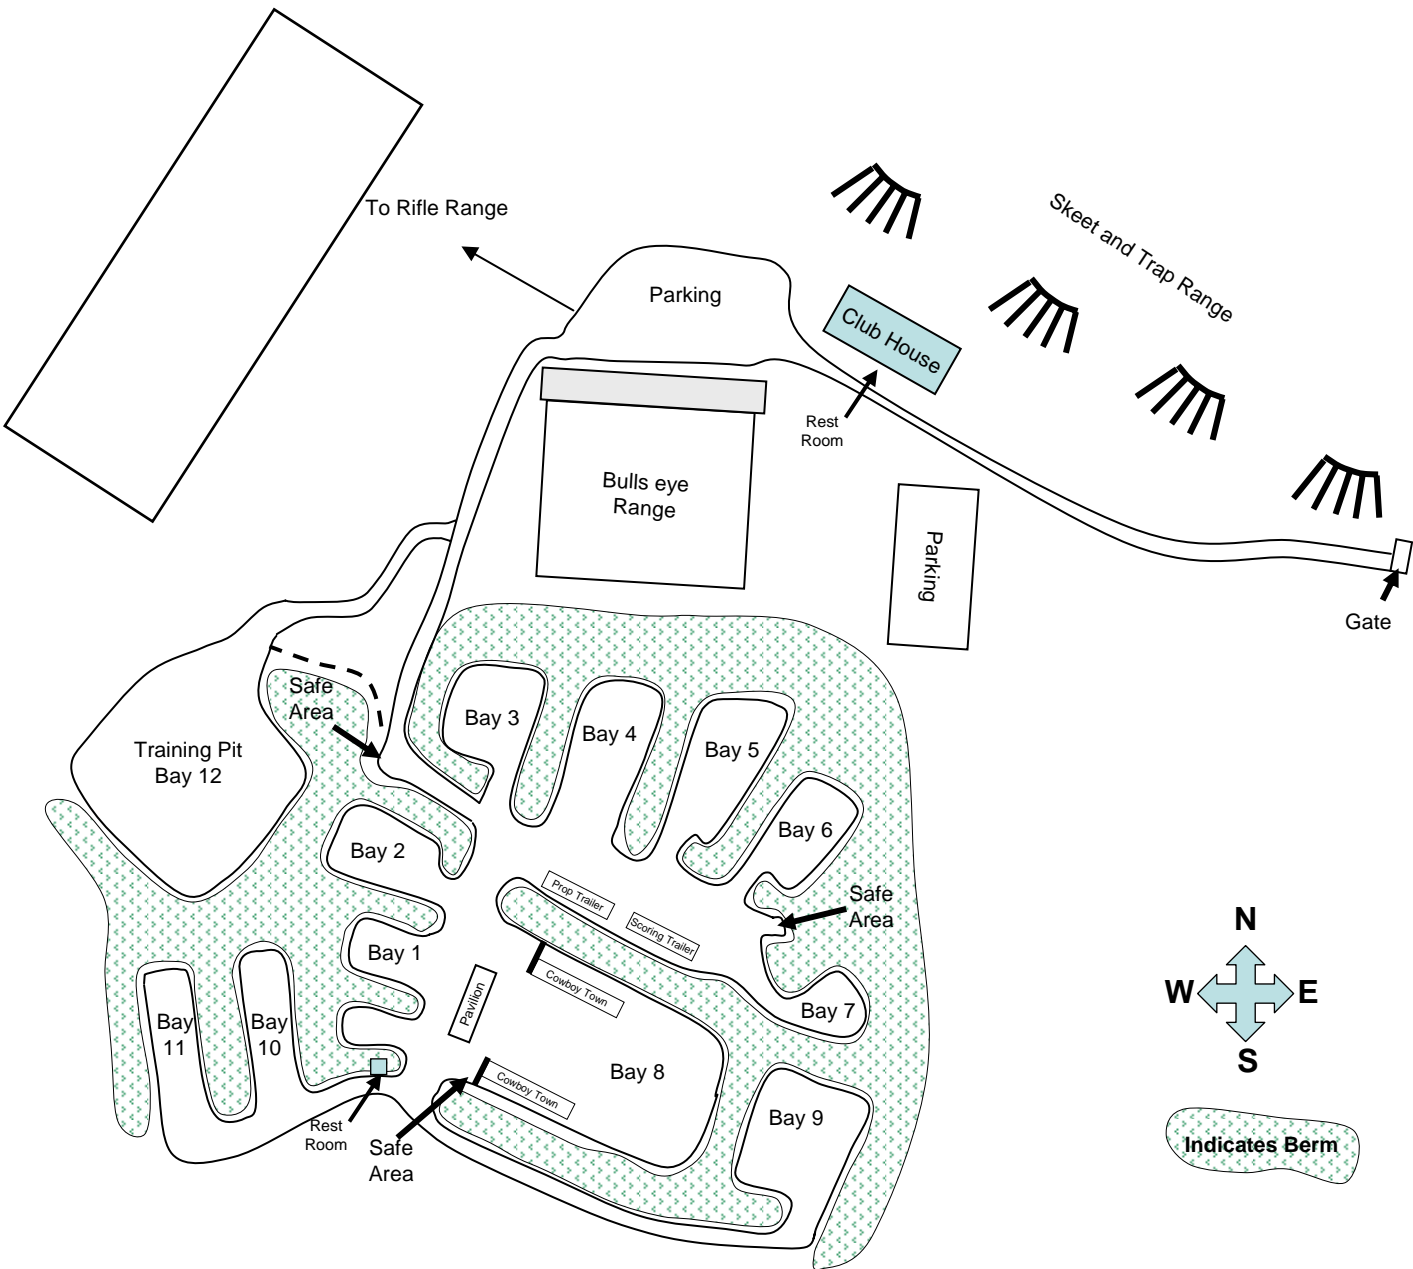 To Rifle Range
Skeet and Trap Range
Parking
Club House
Rest
Room
Bulls eye
Range
Parking
Gate
Safe
Area
Bay 3
Bay 4
Bay 5
Training Pit
Bay 12
Bay 2
Bay 6
Prop Trailer
Scoring Trailer
Safe
Area
Bay 1
Cowboy Town
Pavilion
Bay 7
Bay
11
Bay
10
Bay 8
Cowboy Town
Bay 9
Rest
Room
Safe
Area
N
W
E
S
Indicates Berm